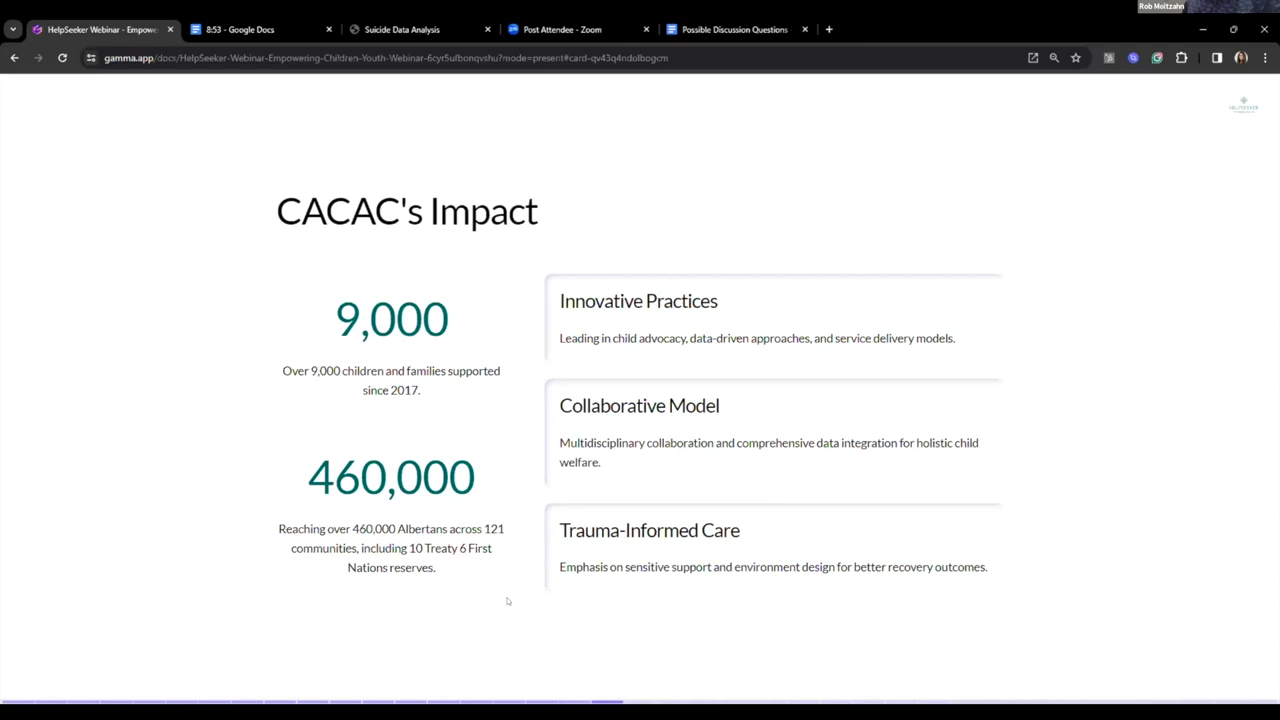 Rob Moltzahn
HelpSeeker Webinar - Empowe
8:53 - Google Docs
Suicide Data Analysis
Post Attendee - Zoom
Possible Discussion Questions
gamma.app/docs/HelpSeeker-Webinar-Empowering-Children-Youth-Webinar-6cyr5ufbonqvshu?mode=present#card-qv43q4ndolbogcm
HELPSEEKER
CACAC's Impact
9,000
Over 9,000 children and families supported
since 2017.
460,000
Reaching over 460,000 Albertans across 121
communities, including 10 Treaty 6 First
Nations reserves.
Innovative Practices
Leading in child advocacy, data-driven approaches, and service delivery models.
Collaborative Model
Multidisciplinary collaboration and comprehensive data integration for holistic child
welfare.
Trauma-Informed Care
Emphasis on sensitive support and environment design for better recovery outcomes.